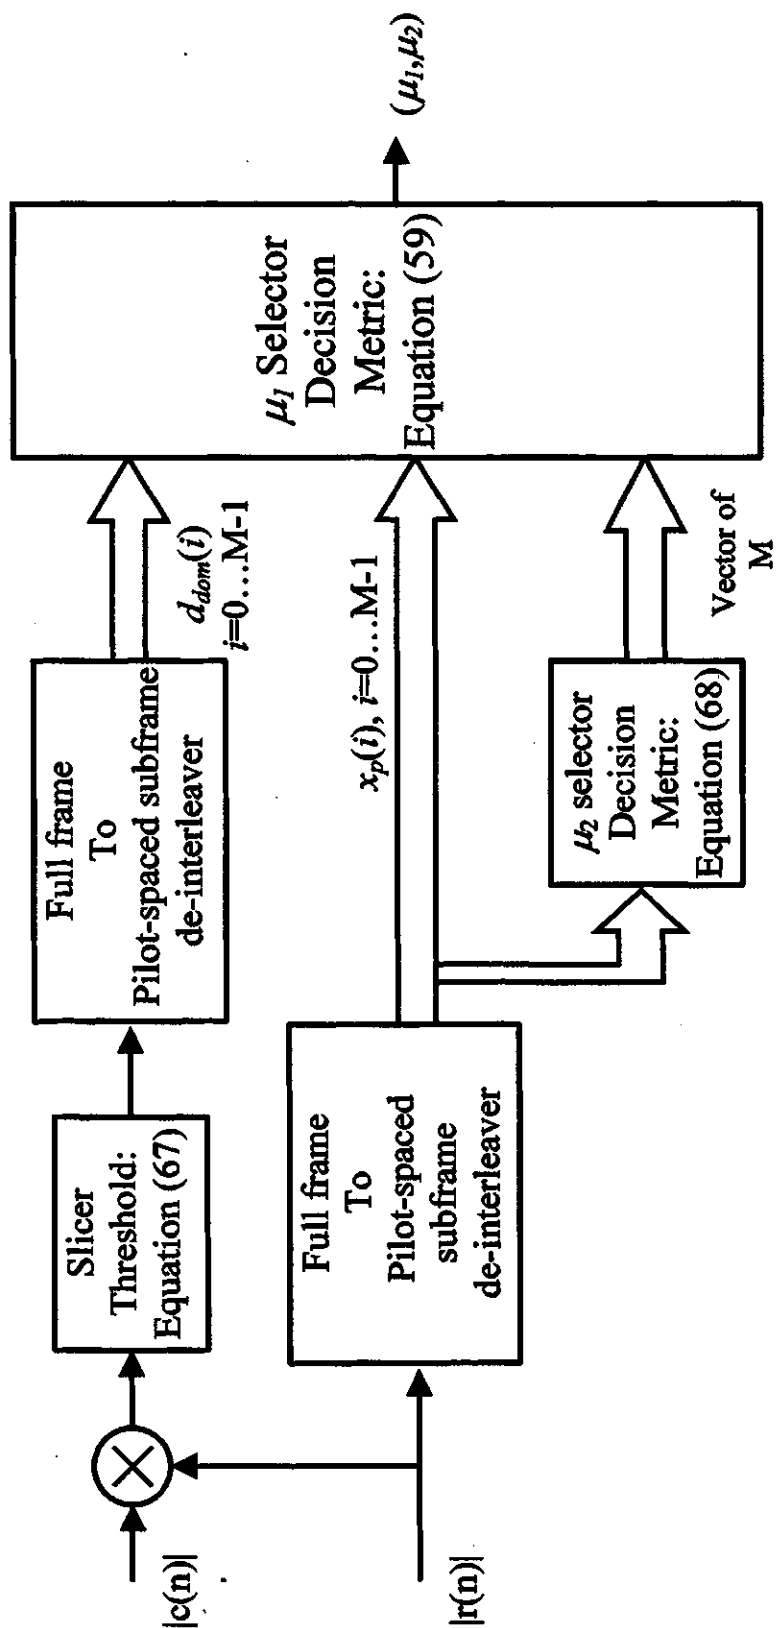 |c(n)|
|r(n)|
Slicer
Threshold:
Equation (67)
Full frame
To
Pilot-spaced
subframe
de-interleaver
Full frame
To
Pilot-spaced subframe
de-interleaver
d_dom(i)
i=0...M-1
x_p(i), i=0...M-1
μ₂ selector
Decision
Metric:
Equation (68)
Vector of
M
μ₁ Selector
Decision
Metric:
Equation (59)
(μ₁,μ₂)